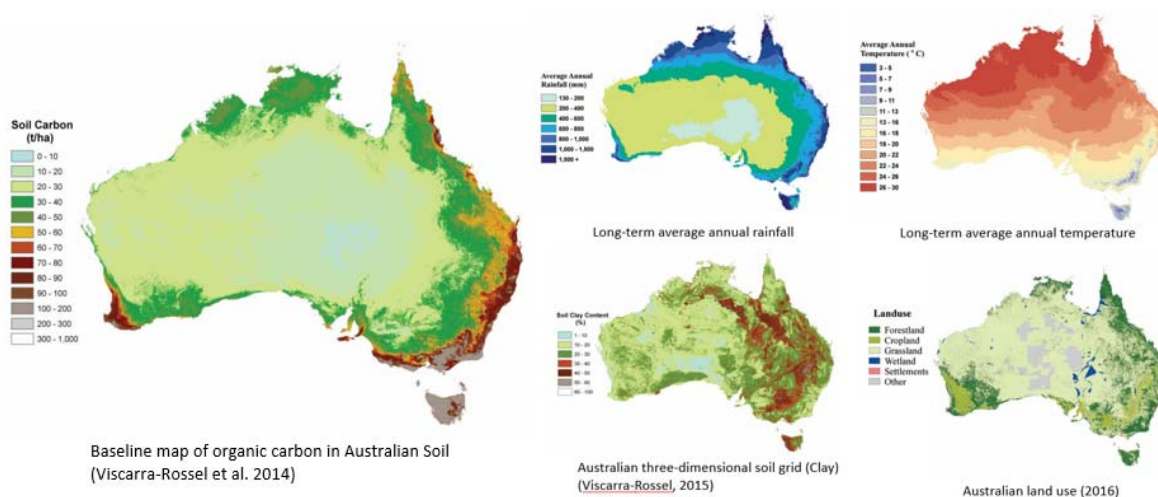 Soil Carbon
(t/ha)
0 - 10
10 - 20
20 - 30
30 - 40
40 - 50
50 - 60
60 - 70
70 - 80
80 - 90
90 - 100
100 - 200
200 - 300
300 - 1,000
Baseline map of organic carbon in Australian Soil
(Viscarra-Rossel et al. 2014)
Average Annual
Rainfall (mm)
130 - 200
200 - 400
400 - 600
600 - 800
800 - 1,000
1,000 - 1,500
Long-term average annual rainfall
Average Annual
Temperature (°C)
5 - 7
7 - 9
9 - 11
11 - 13
13 - 16
16 - 18
18 - 20
20 - 22
22 - 24
24 - 26
26 - 30
Long-term average annual temperature
Soil Clay Content
(%)
1 - 10
10 - 20
20 - 30
30 - 40
40 - 50
50 - 60
60 - 100
Australian three-dimensional soil grid (Clay)
(Viscarra-Rossel, 2015)
Landuse
Forestland
Cropland
Grassland
Wetland
Settlements
Other
Australian land use (2016)